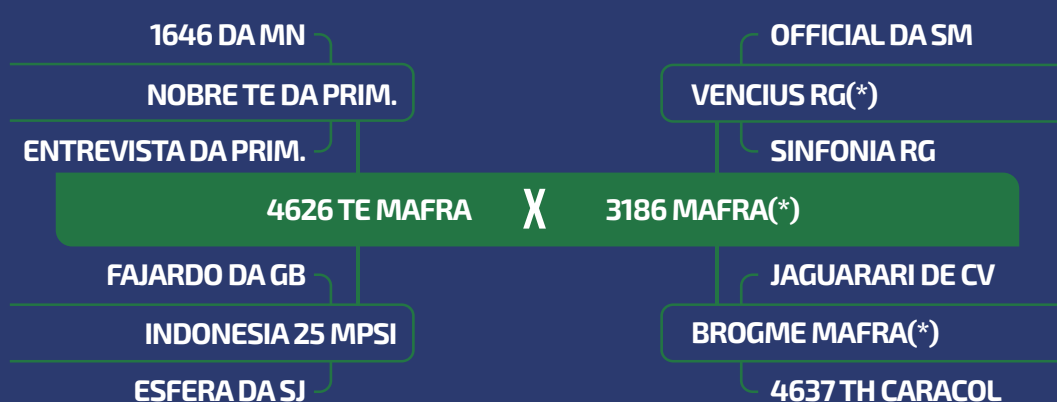 1646 DA MN
NOBRE TE DA PRIM.
ENTREVISTA DA PRIM.
OFFICIAL DA SM
VENCIUS RG(*)
SINFONIA RG
4626 TE MAFRA X 3186 MAFRA(*)
FAJARDO DA GB
INDONESIA 25 MPSI
ESFERA DA SJ
JAGUARARI DE CV
BROGME MAFRA(*)
4637 TH CARACOL